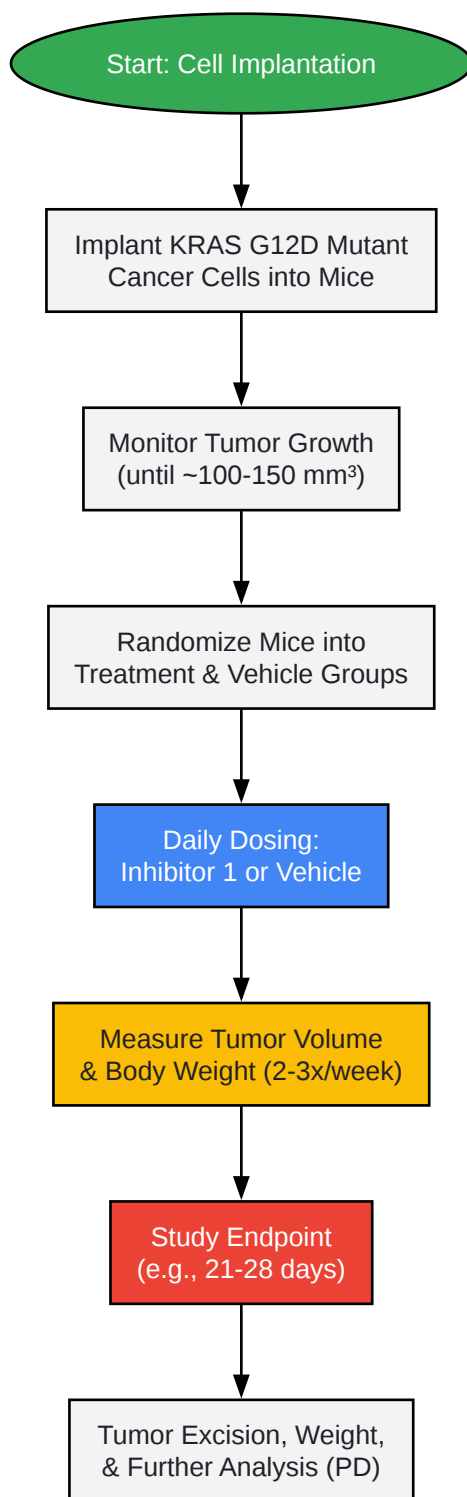 Start: Cell Implantation
Implant KRAS G12D Mutant
Cancer Cells into Mice
Monitor Tumor Growth
(until ~100-150 mm³)
Randomize Mice into
Treatment & Vehicle Groups
Daily Dosing:
Inhibitor 1 or Vehicle
Measure Tumor Volume
& Body Weight (2-3x/week)
Study Endpoint
(e.g., 21-28 days)
Tumor Excision, Weight,
& Further Analysis (PD)